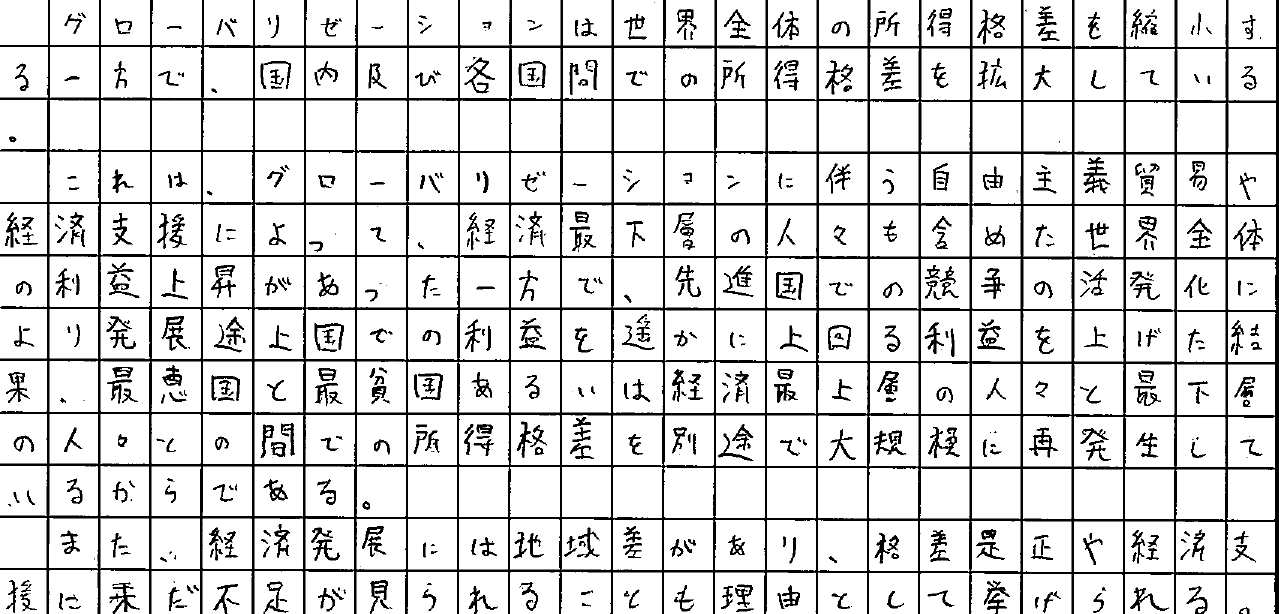 グローバリゼーションは世界全体の所得格差を縮小す
る一方で、国内及び各国間での所得格差を拡大している
。
これは、グローバリゼーションに伴う自由主義貿易や
経済支援によって、経済最下層の人々も含めた世界全体
の利益上昇があった一方で、先進国での競争の活発化に
より発展途上国での利益を遥かに上回る利益を上げた結
果、最恵国と最貧国あるいは経済最上層の人々と最下層
の人々との間での所得格差を別途で大規模に再発生して
いるからである。
また、経済発展には地域差があり、格差是正や経済支
援に未だ不足が見られることも理由として挙げられる。